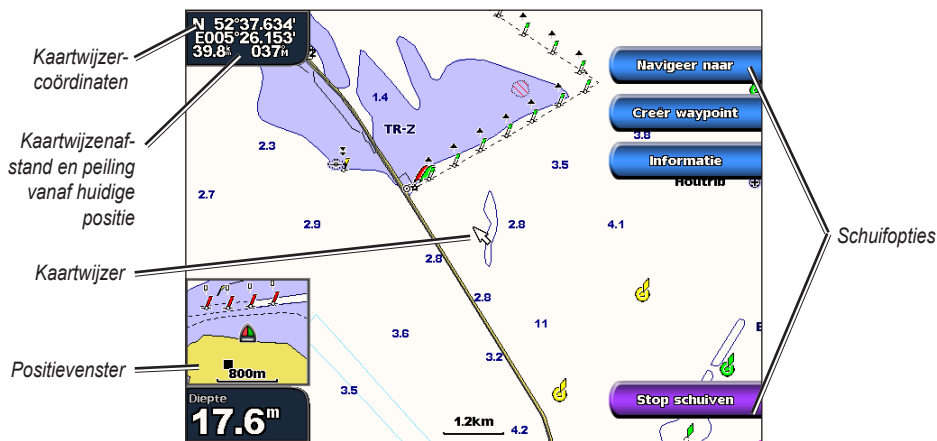 N 52°37.634'
E005°26.153'
39.8 037°M
Kaartwijzer-
coördinaten
Kaartwijzenaf-
stand en peiling
vanaf huidige
positie
Kaartwijzer
Positievenster
Navigeer naar
Creër waypoint
Informatie
Schuifopties
Stop schuiven
1.4
TR-Z
2.3
2.7
2.9
3.5
3.8
Houtrib
2.8
4.1
2.8
2.8
11
3.6
3.2
3.5
4.2
800m
1.2km
Diepte
17.6m